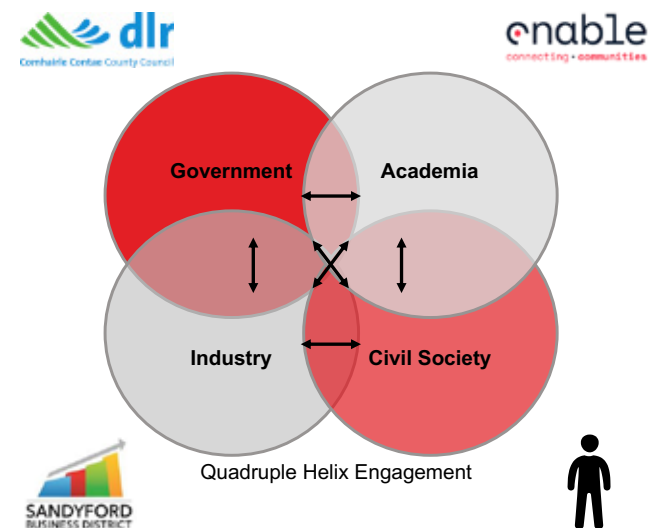 dlr
Comhairle Contae County Council
enable
connecting • communities
Government
Academia
Industry
Civil Society
Quadruple Helix Engagement
SANDYFORD
BUSINESS DISTRICT